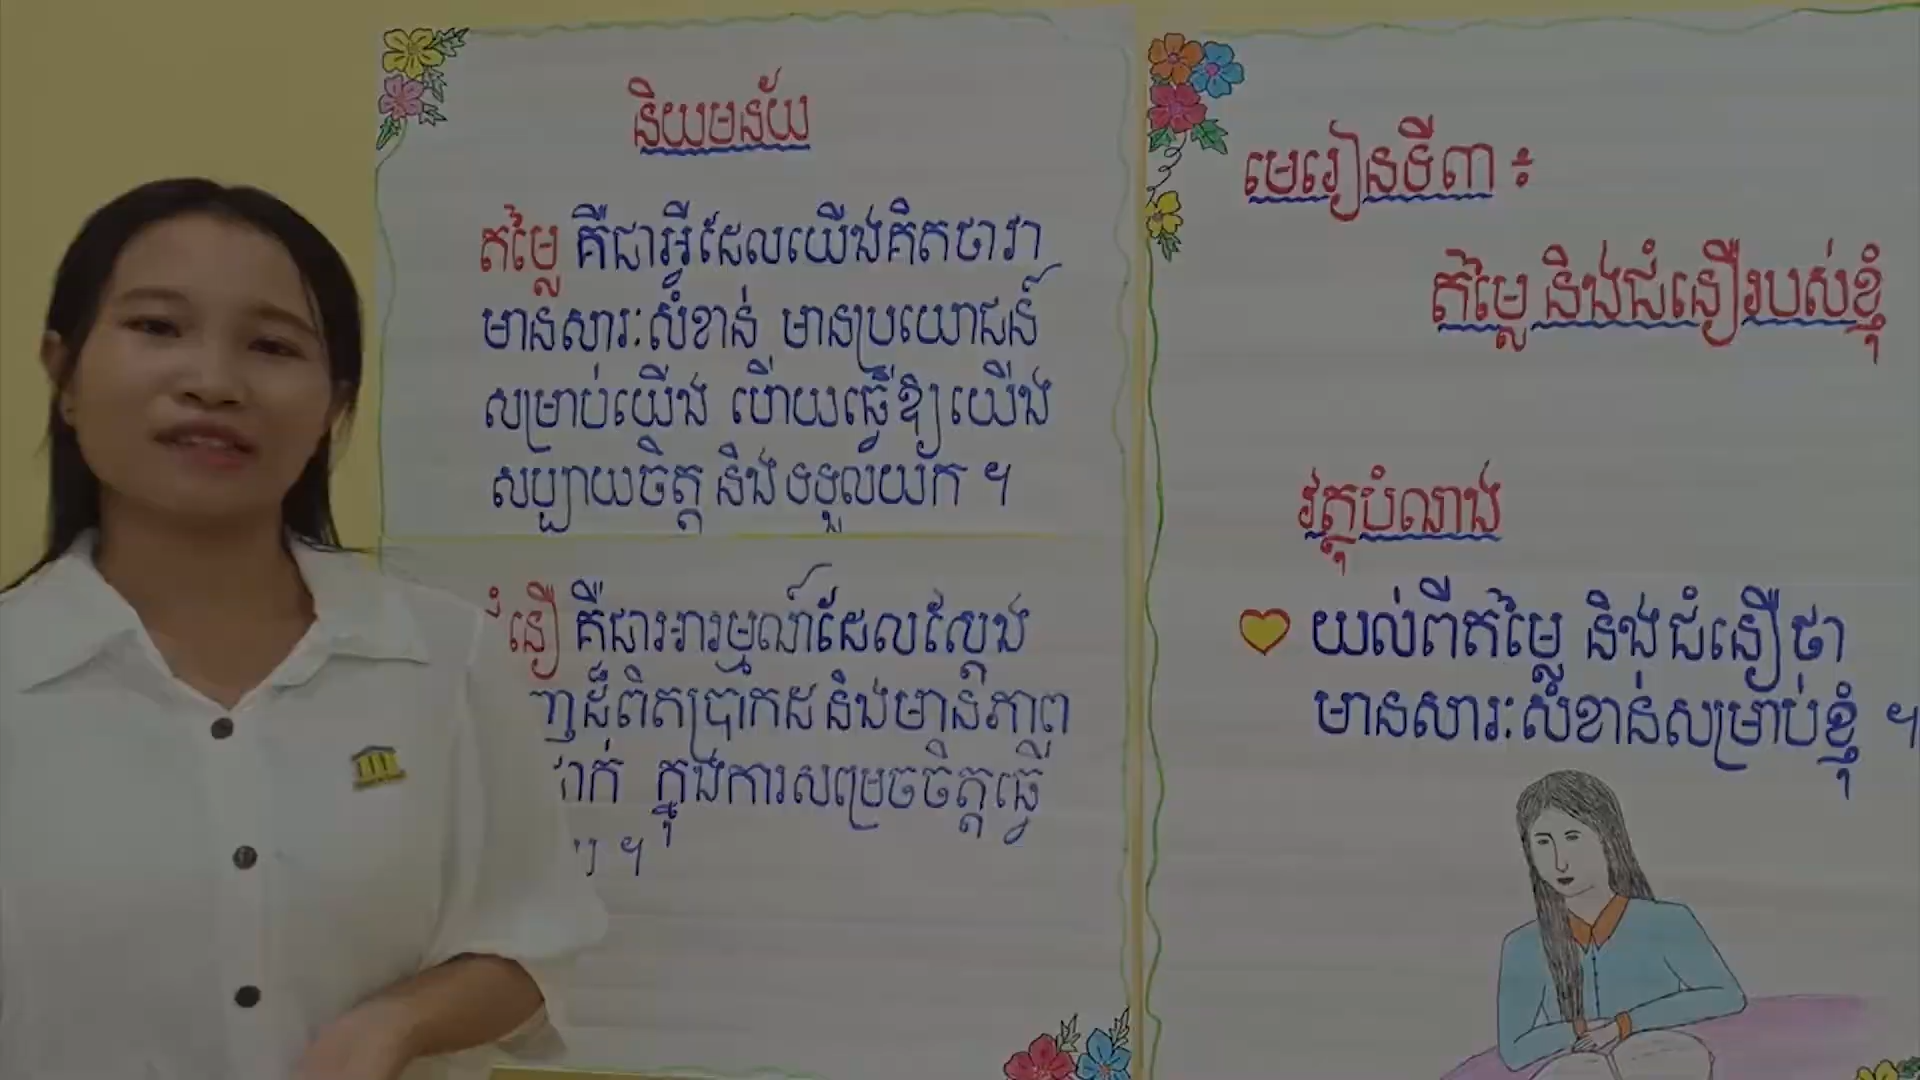 និយមន័យ
តម្លៃ គឺជាអ្វីដែលយើងគិតថាវា
មានសារៈសំខាន់ មានប្រយោជន៍
សម្រាប់យើង ហើយធ្វើឱ្យយើង
សប្បាយចិត្ត និងទទួលយក ។
គឺជាអារម្មណ៍ដែលស្តែង
ដ៏ពិតប្រាកដ និងមានភាព
ក្នុងការសម្រេចចិត្តធ្វើ
។
មេរៀនទី៣ ៖
តម្លៃ និងជំនឿរបស់ខ្ញុំ
វត្ថុបំណង
យល់ពីតម្លៃ និងជំនឿថា
មានសារៈសំខាន់សម្រាប់ខ្ញុំ ។